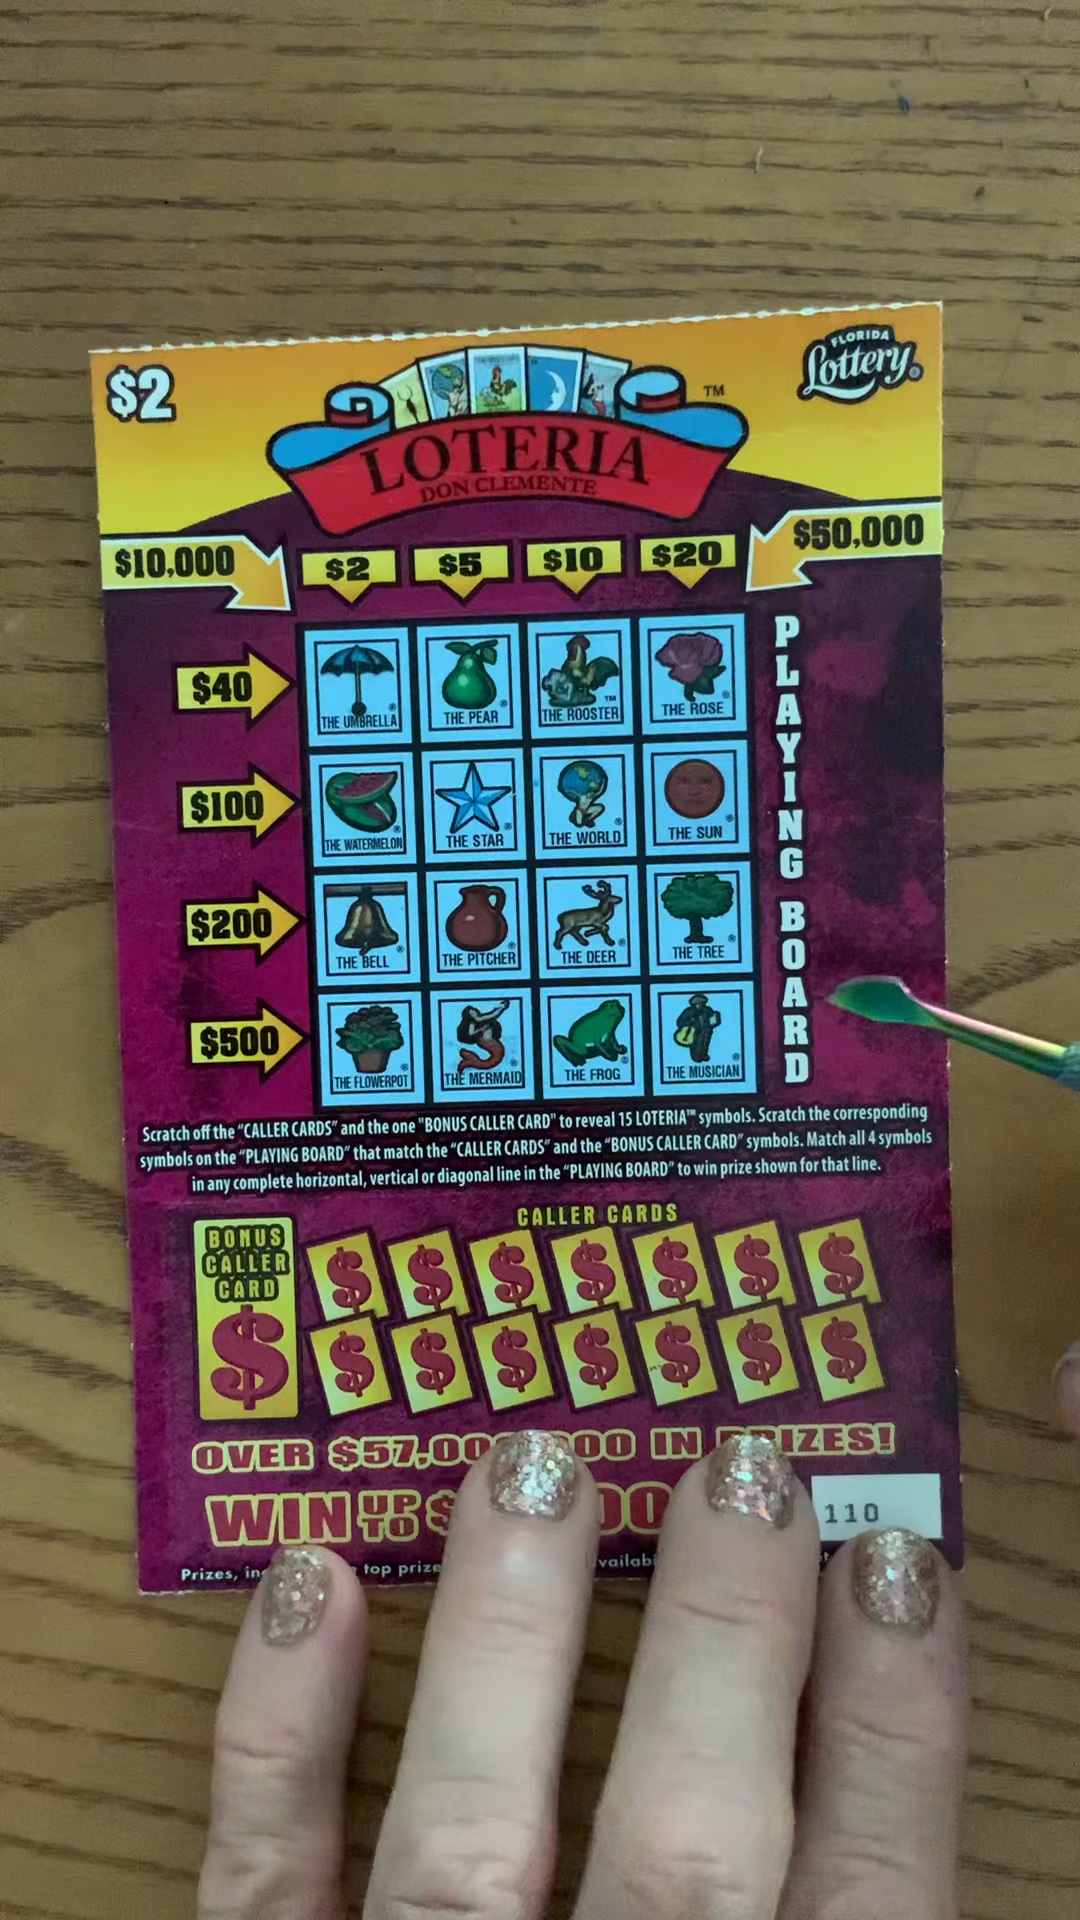 $2
FLORIDA
Lottery
LOTERIA™
DON CLEMENTE
$10,000
$2 $5 $10 $20
$50,000
PLAYING BOARD
$40
THE UMBRELLA THE PEAR THE ROOSTER THE ROSE
$100
THE WATERMELON THE STAR THE WORLD THE SUN
$200
THE BELL THE PITCHER THE DEER THE TREE
$500
THE FLOWERPOT THE MERMAID THE FROG THE MUSICIAN
Scratch off the "CALLER CARDS" and the one "BONUS CALLER CARD" to reveal 15 LOTERIA™ symbols. Scratch the corresponding
symbols on the "PLAYING BOARD" that match the "CALLER CARDS" and the "BONUS CALLER CARD" symbols. Match all 4 symbols
in any complete horizontal, vertical or diagonal line in the "PLAYING BOARD" to win prize shown for that line.
CALLER CARDS
BONUS
CALLER
CARD
$
$ $ $ $ $ $ $
$ $ $ $ $ $ $
OVER IN
WIN UP TO
110
Prizes, top